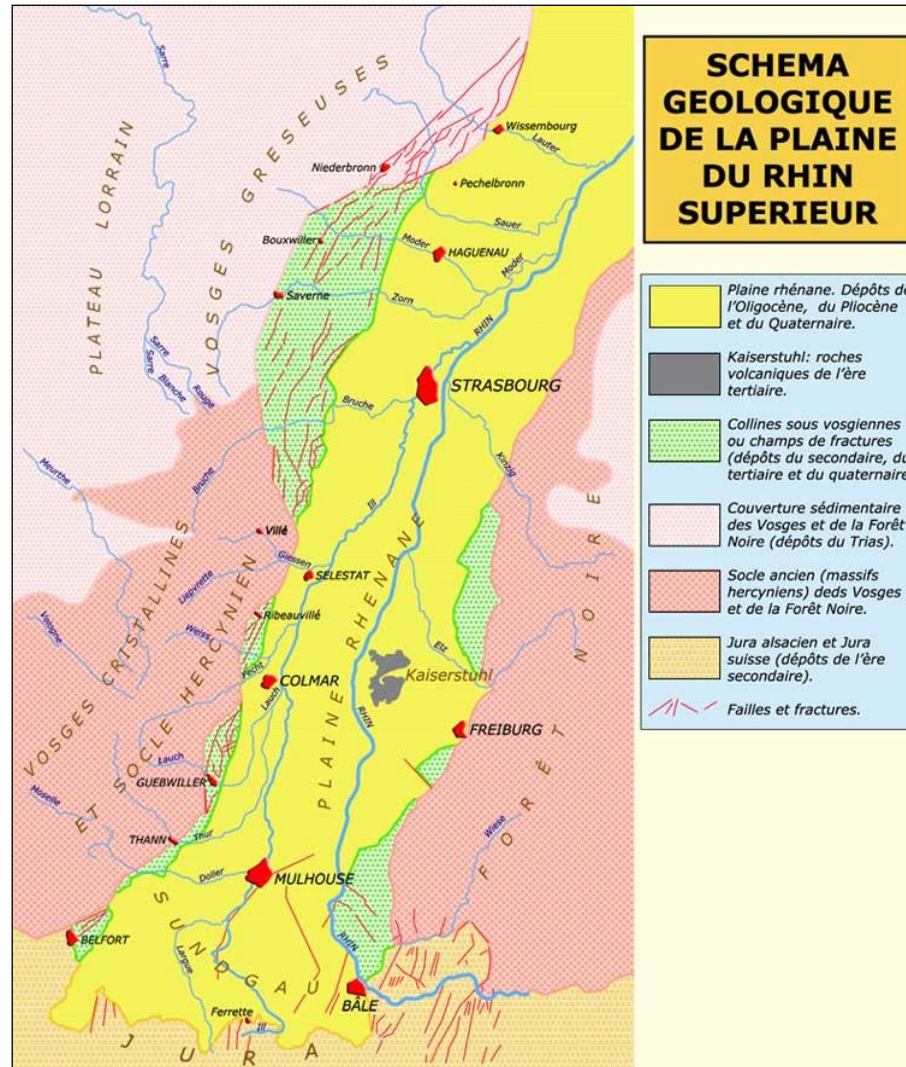 SCHEMA
GEOLOGIQUE
DE LA PLAINE
DU RHIN
SUPERIEUR
Plaine rhénane. Dépôts de
l'Oligocène, du Pliocène
et du Quaternaire.
Kaiserstuhl: roches
volcaniques de l'ère
tertiaire.
Collines sous vosgiennes
ou champs de fractures
(dépôts du secondaire, du
tertiaire et du quaternaire
Couverture sédimentaire
des Vosges et de la Forêt
Noire (dépôts du Trias).
Socle ancien (massifs
hercyniens) deds Vosges
et de la Forêt Noire.
Jura alsacien et Jura
suisse (dépôts de l'ère
secondaire).
Failles et fractures.
Sarre
PLATEAU LORRAIN
VOSGES GRESEUSES
Wissembourg
Lauter
Niederbronn
Pechelbronn
Sauer
Bouxwiller
Moder
HAGUENAU
Moder
Saverne
Zorn
RHIN
Sarre
Sarre
Blanche
Rouge
STRASBOURG
Bruche
Bruche
Kinzig
Meurthe
Ill
Villé
Giessen
SELESTAT
Liepvrette
Ribeauvillé
Weiss
Vologne
Fecht
COLMAR
Lauch
Elz
Kaiserstuhl
RHIN
FREIBURG
PLAINE RHENANE
VOSGES CRISTALLINES
ET SOCLE HERCYNIEN
FORÊT NOIRE
Lauch
GUEBWILLER
Moselle
THANN
Thur
Wiese
Doller
MULHOUSE
SUNDGAU
BELFORT
Largue
RHIN
BÂLE
Ferrette
Ill
JURA